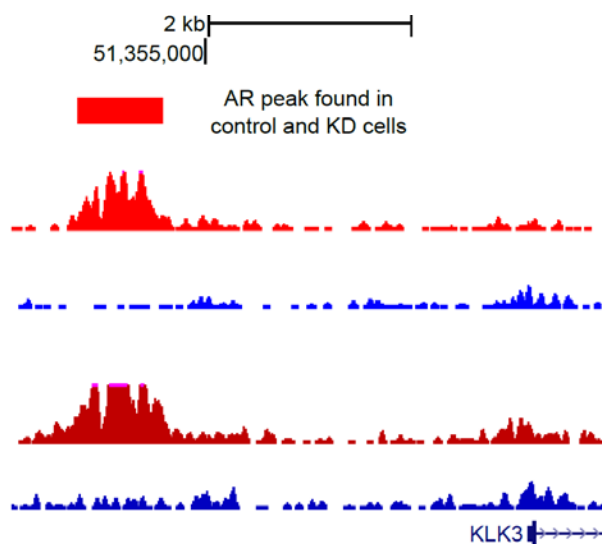 2 kb
51,355,000
AR peak found in
control and KD cells
KLK3